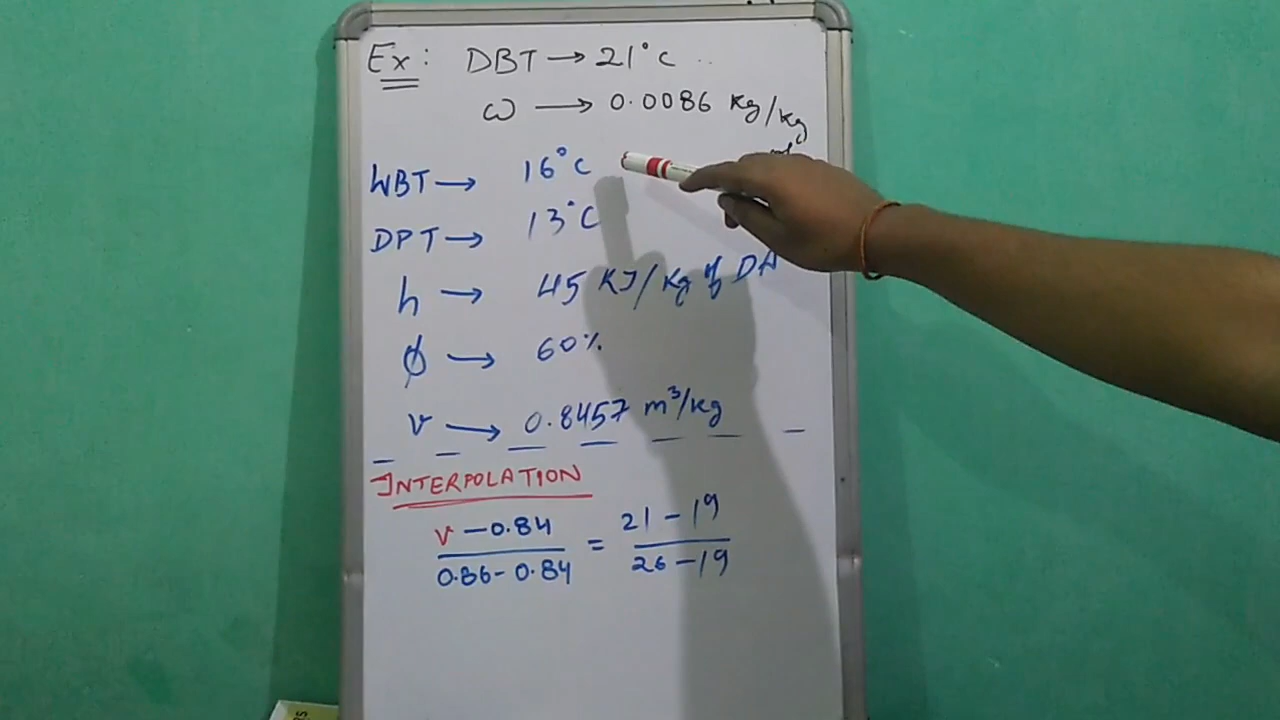 Ex: DBT → 21°C
ω → 0.0086 Kg/Kg
WBT → 16°C
DPT → 13°C
h → 45 KJ/Kg of DA
ϕ → 60%
v → 0.8457 m³/kg
INTERPOLATION
v - 0.84 / 0.86 - 0.84 = 21 - 19 / 26 - 19